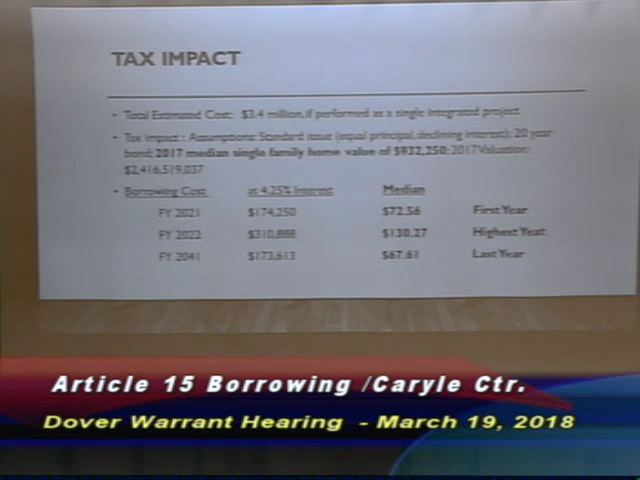 TAX IMPACT
• Total Estimated Cost: $3.4 million, if performed as a single integrated project
• Tax Impact : Assumptions: Standard issue (equal principal, declining interest); 20 year
bond; 2017 median single family home value of $932,250; 2017 Valuation:
$2,416,519,037
• Borrowing Cost at 4.25% Interest Median
FY 2021 $174,250 $72.56 First Year
FY 2022 $310,888 $130.27 Highest Year
FY 2041 $173,613 $67.61 Last Year
Article 15 Borrowing /Caryle Ctr.
Dover Warrant Hearing - March 19, 2018